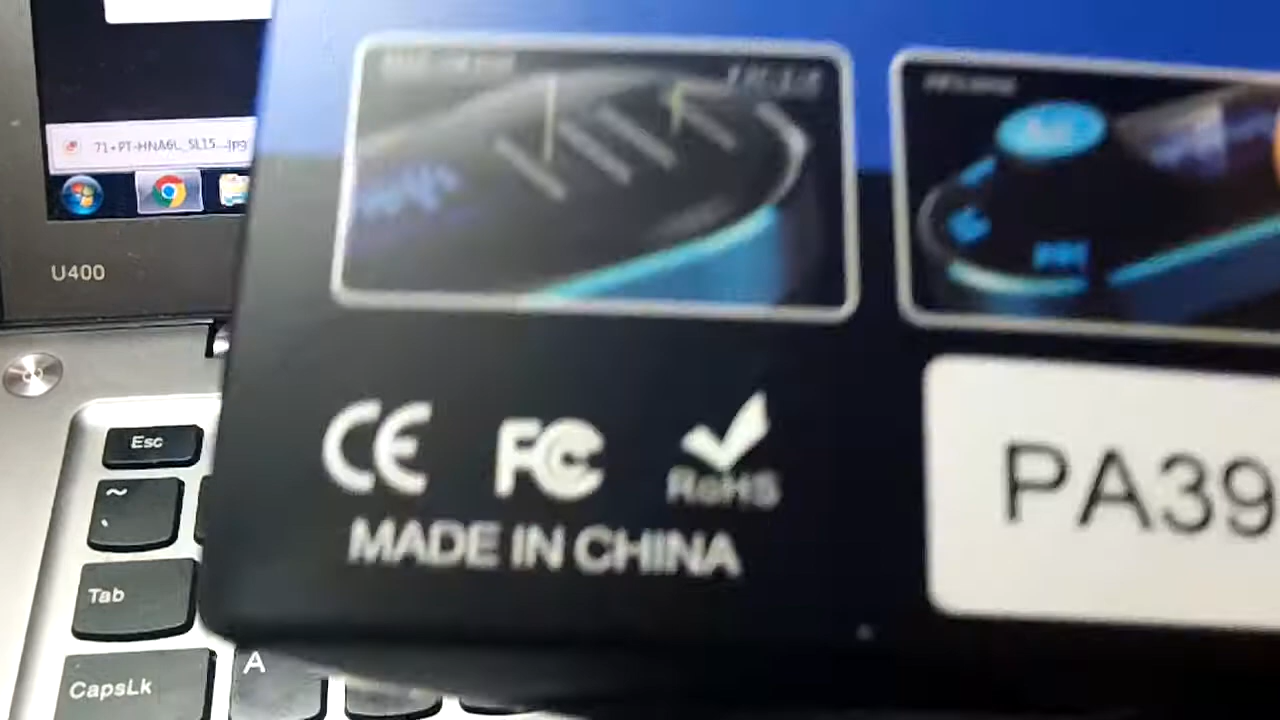 71+PT-HNA6L_SL15...jpg
U400
Esc
~
`
Tab
CapsLk
A
CE FC
RoHS
MADE IN CHINA
PA39